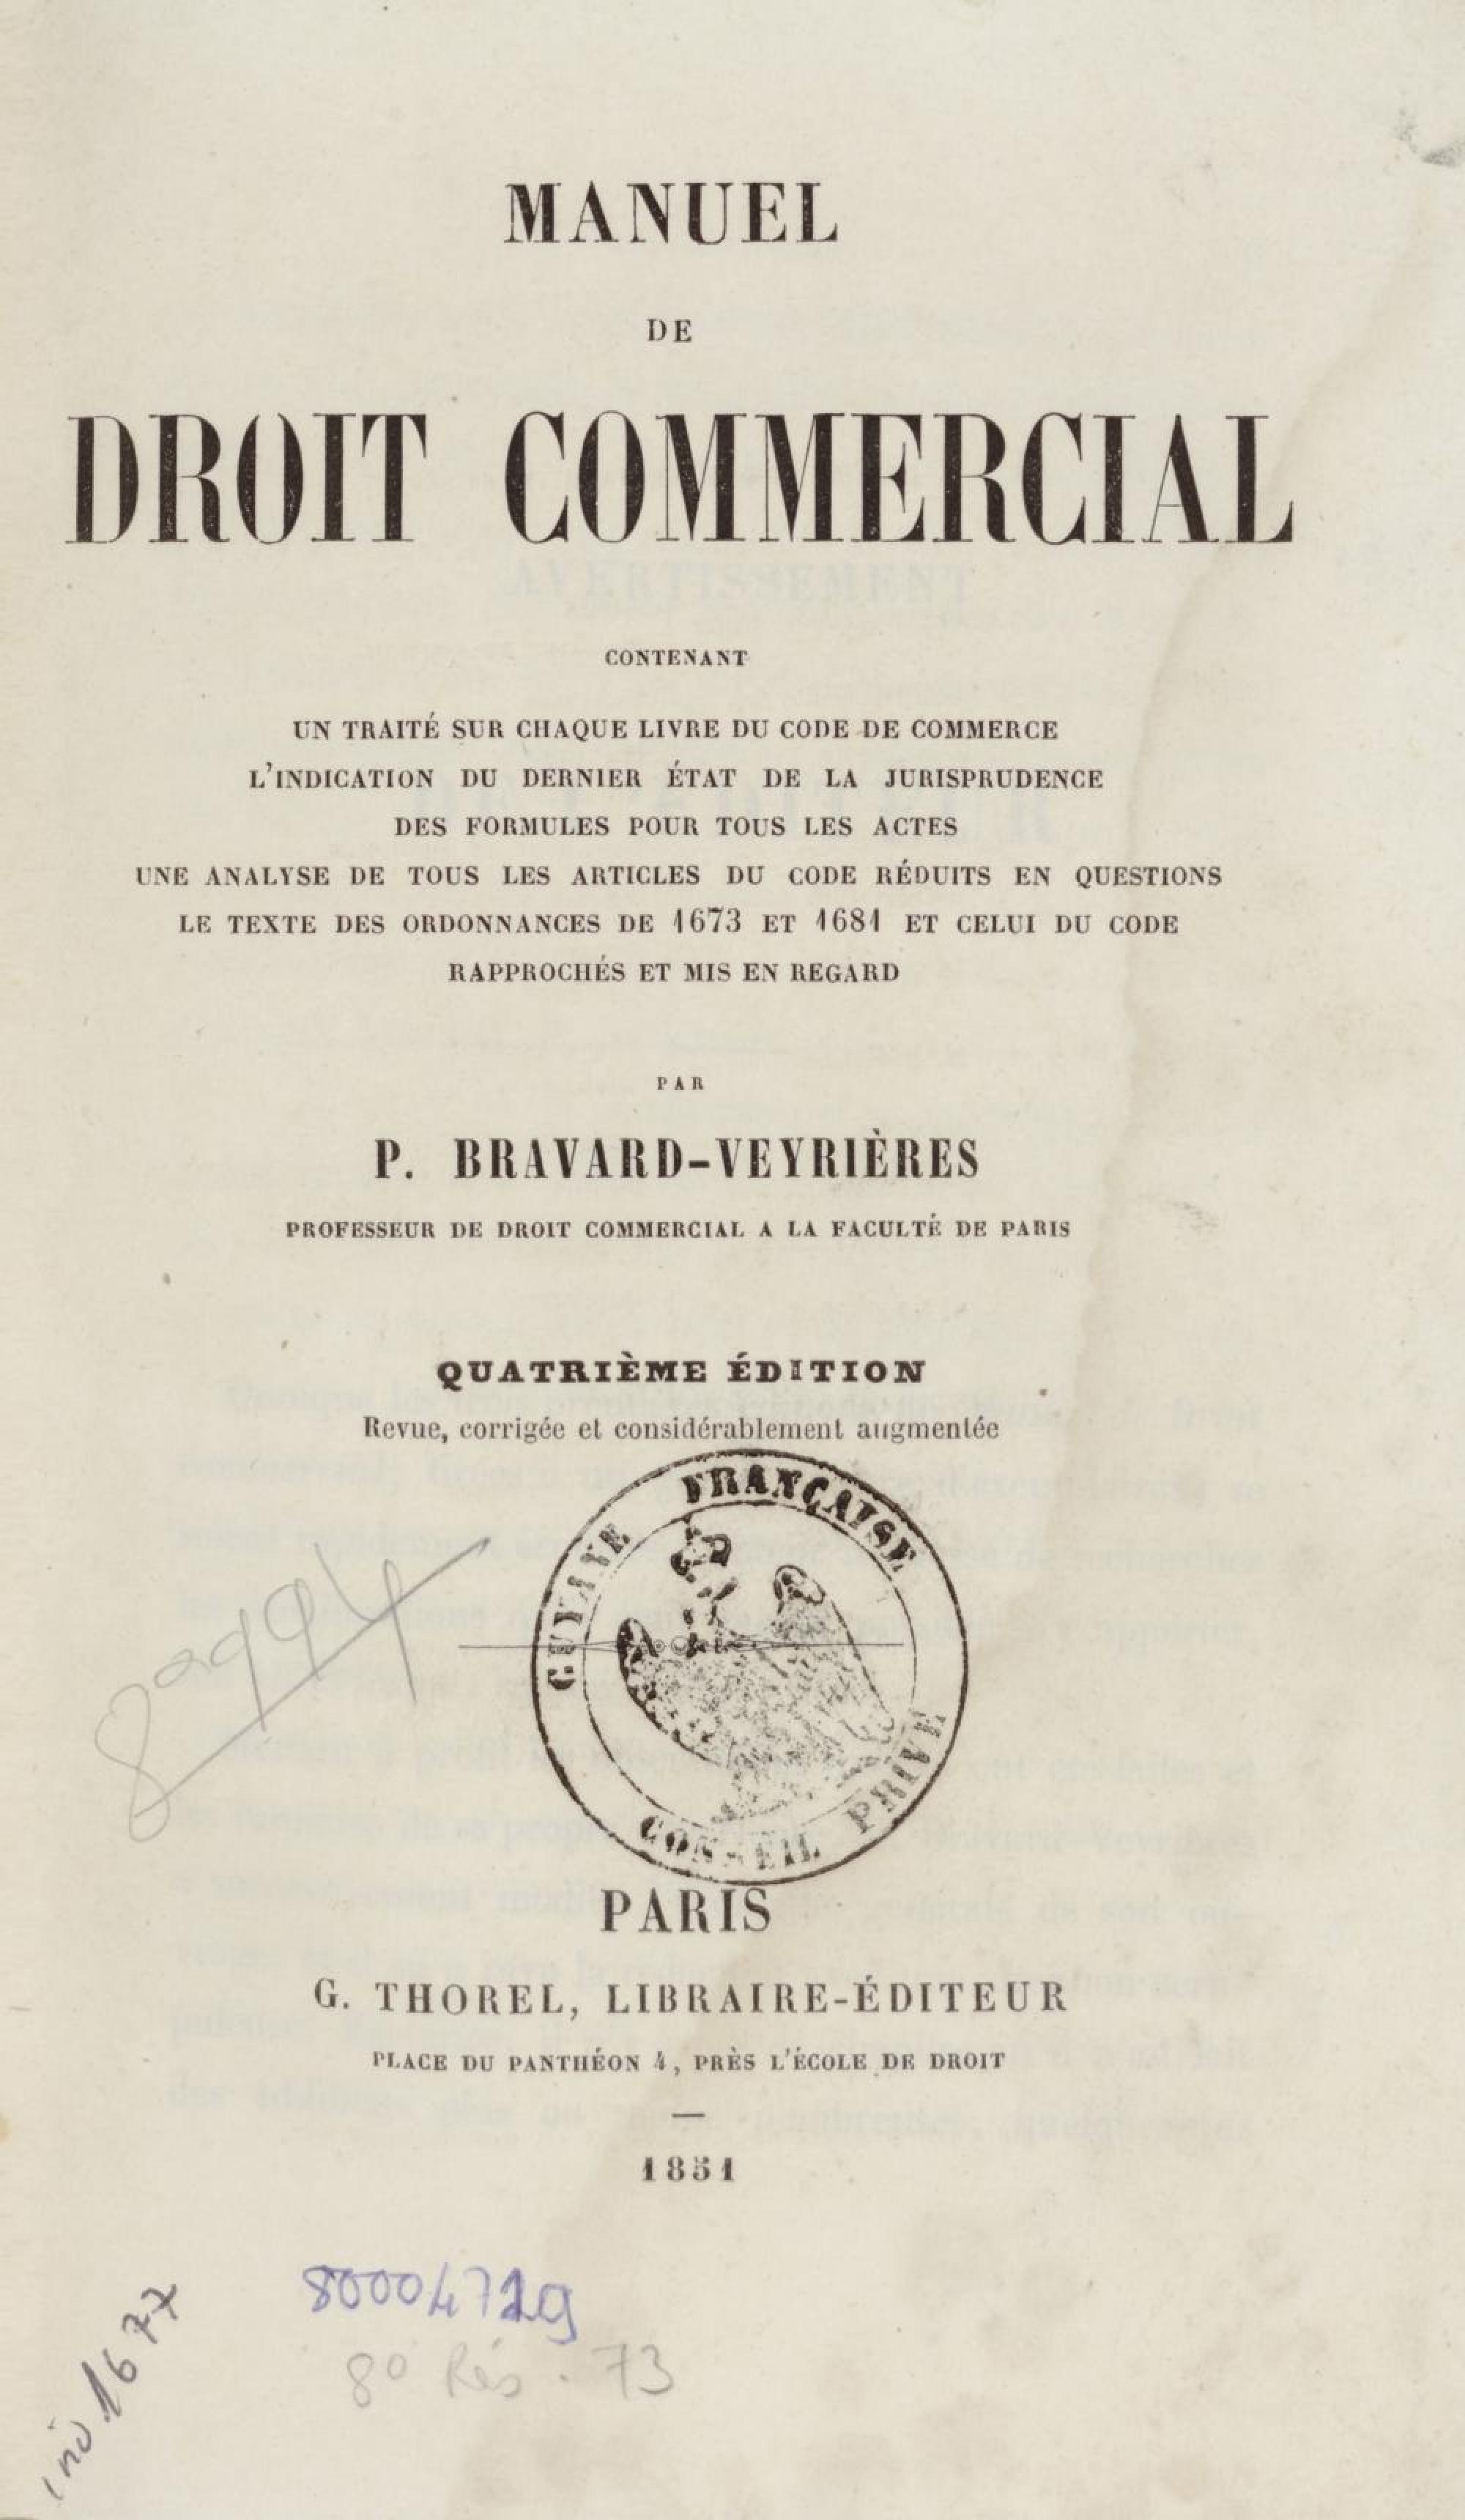 MANUEL
DE
DROIT COMMERCIAL
CONTENANT
UN TRAITÉ SUR CHAQUE LIVRE DU CODE DE COMMERCE
L'INDICATION DU DERNIER ÉTAT DE LA JURISPRUDENCE
DES FORMULES POUR TOUS LES ACTES
UNE ANALYSE DE TOUS LES ARTICLES DU CODE RÉDUITS EN QUESTIONS
LE TEXTE DES ORDONNANCES DE 1673 ET 1681 ET CELUI DU CODE
RAPPROCHÉS ET MIS EN REGARD
PAR
P. BRAVARD-VEYRIÈRES
PROFESSEUR DE DROIT COMMERCIAL A LA FACULTÉ DE PARIS
QUATRIÈME ÉDITION
Revue, corrigée et considérablement augmentée
GUYANE FRANÇAISE
CONSEIL PRIVÉ
PARIS
G. THOREL, LIBRAIRE-ÉDITEUR
PLACE DU PANTHÉON 4, PRÈS L'ÉCOLE DE DROIT
1851
8° Rés. 73